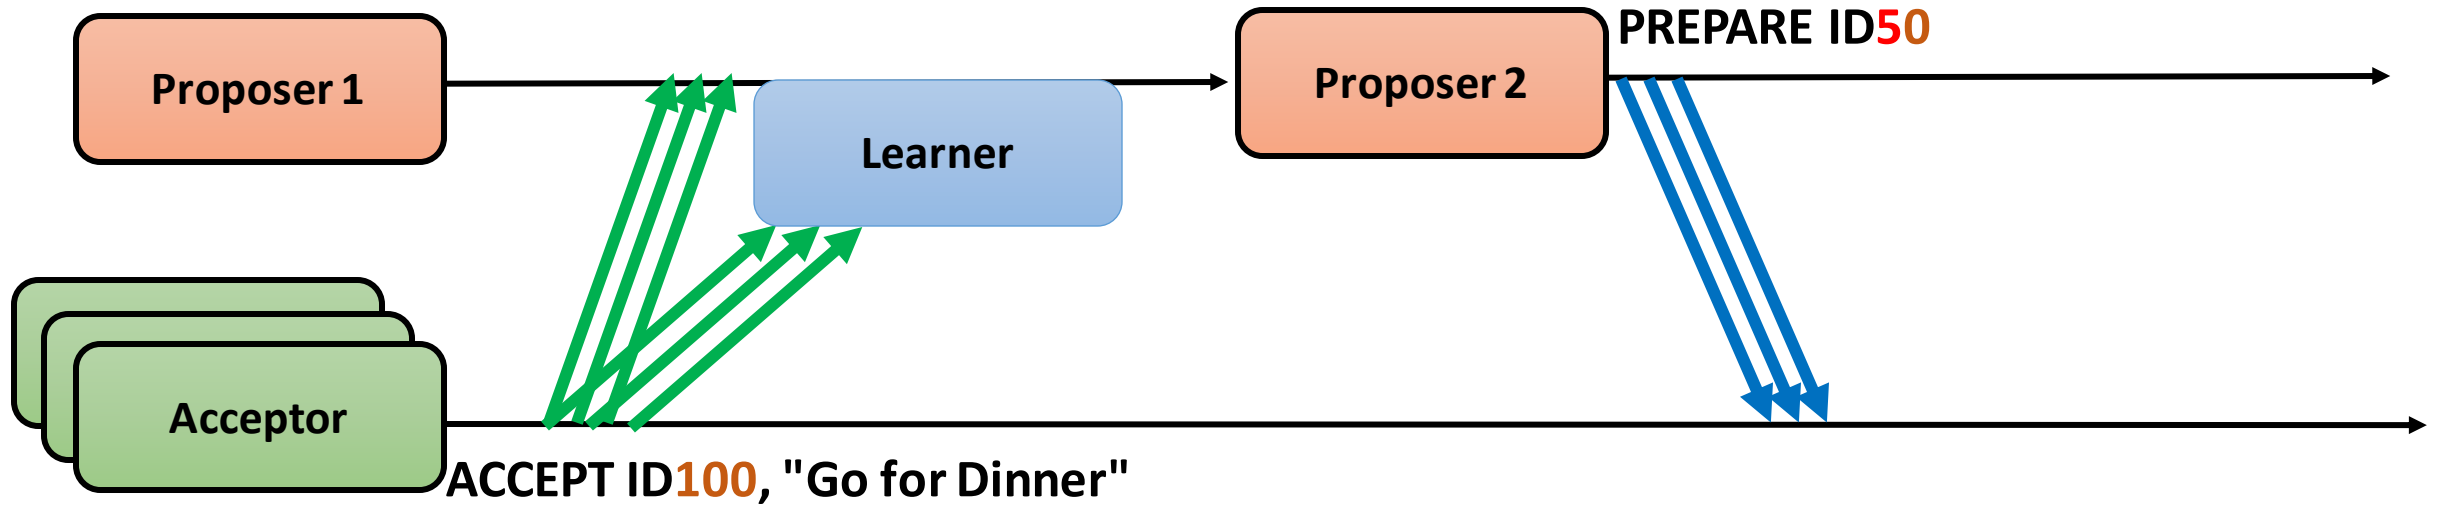 Proposer 1
Learner
Proposer 2
PREPARE ID50
Acceptor
ACCEPT ID100, "Go for Dinner"